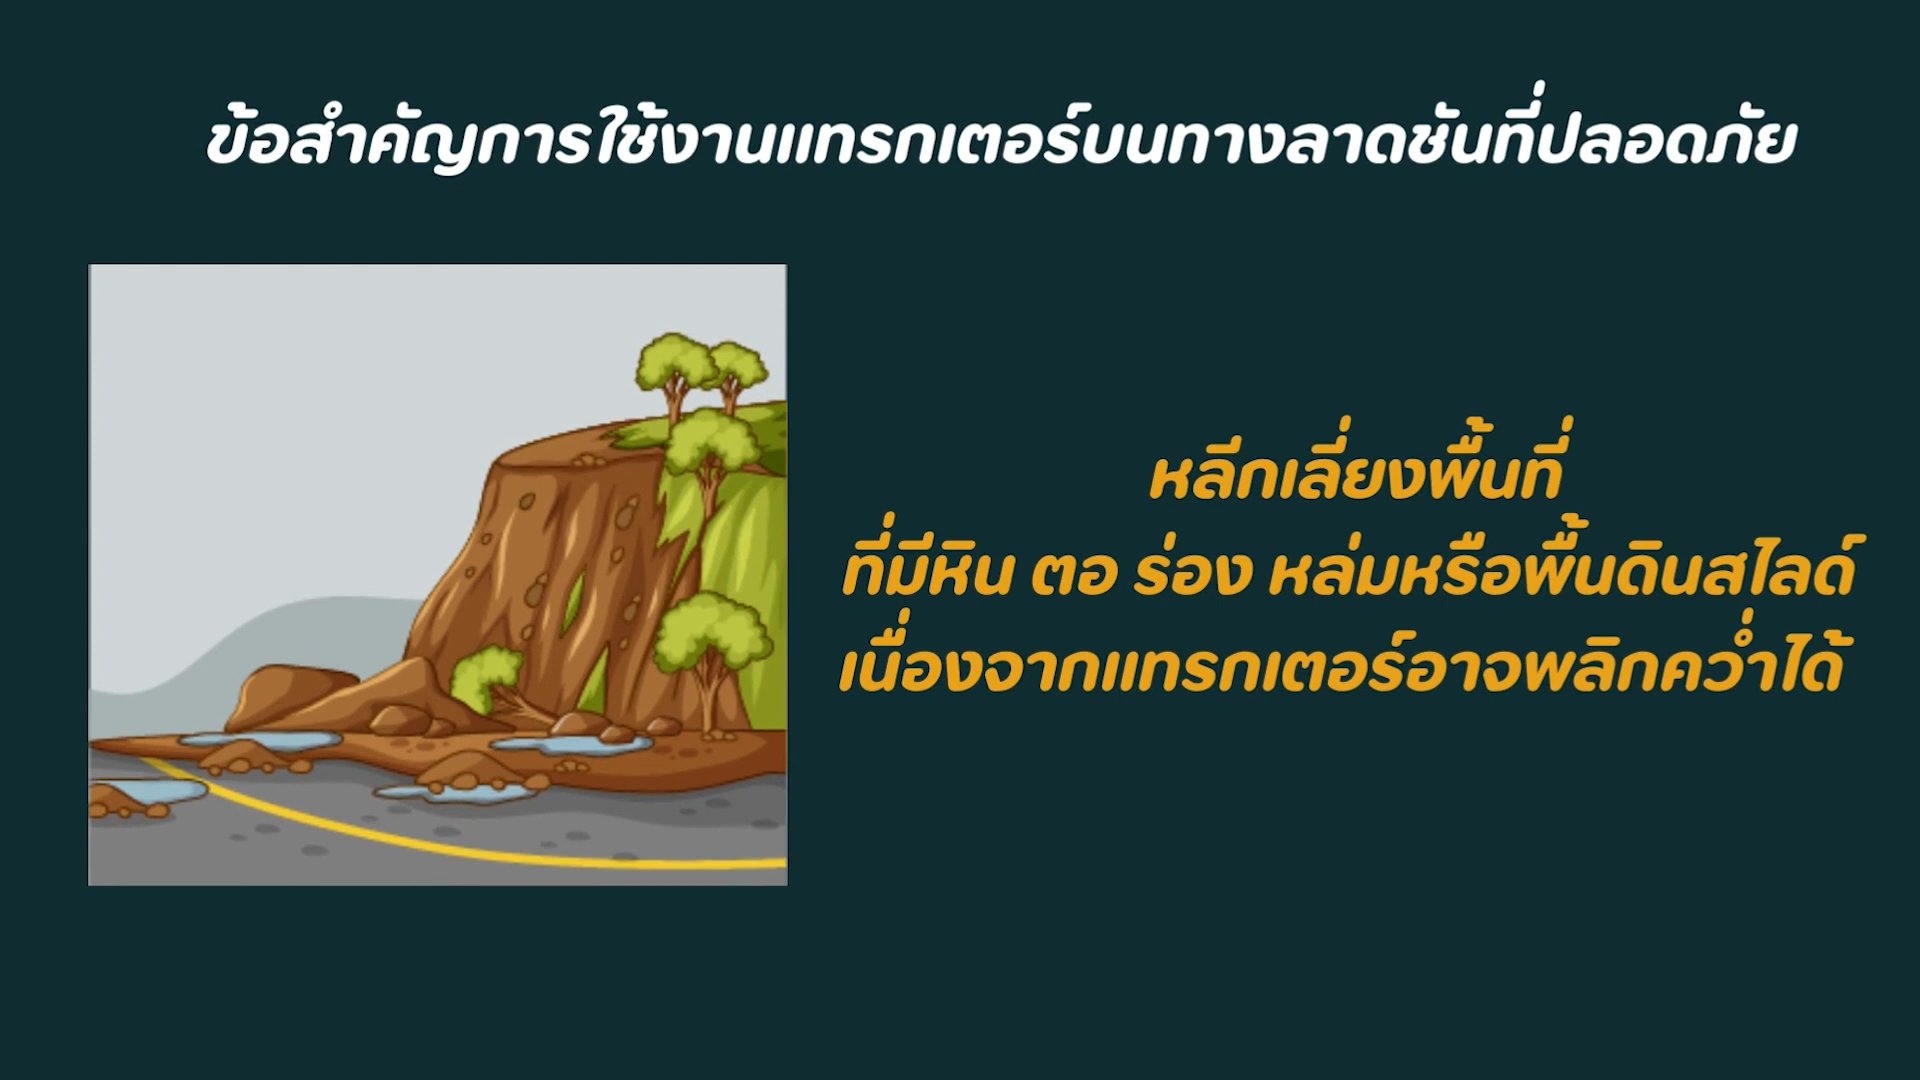 ข้อสำคัญการใช้งานแทรกเตอร์บนทางลาดชันที่ปลอดภัย
หลีกเลี่ยงพื้นที่
ที่มีหิน ตอ ร่อง หล่มหรือพื้นดินสไลด์
เนื่องจากแทรกเตอร์อาจพลิกคว่ำได้